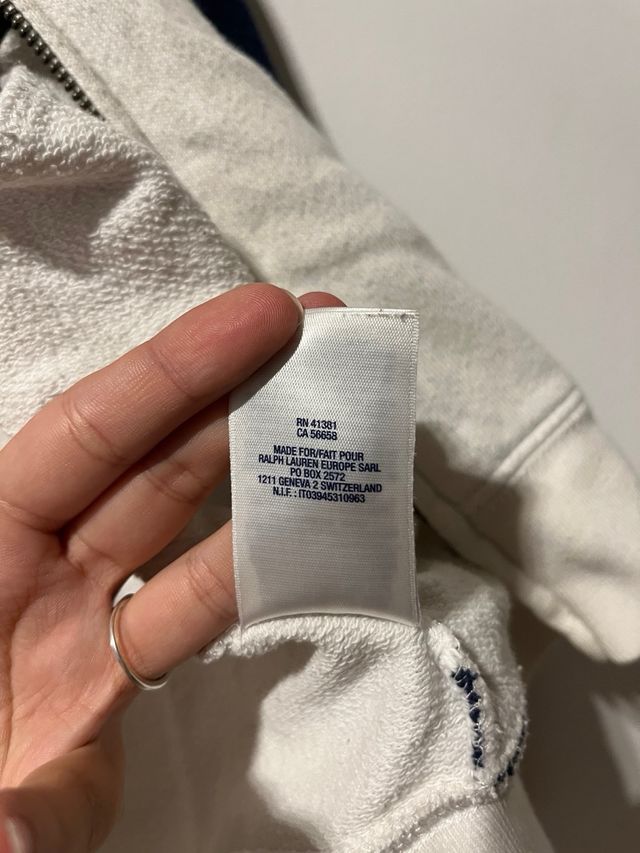 RN 41381
CA 56658
MADE FOR/FAIT POUR
RALPH LAUREN EUROPE SARL
PO BOX 2572
1211 GENEVA 2 SWITZERLAND
N.I.F. : IT03945310963